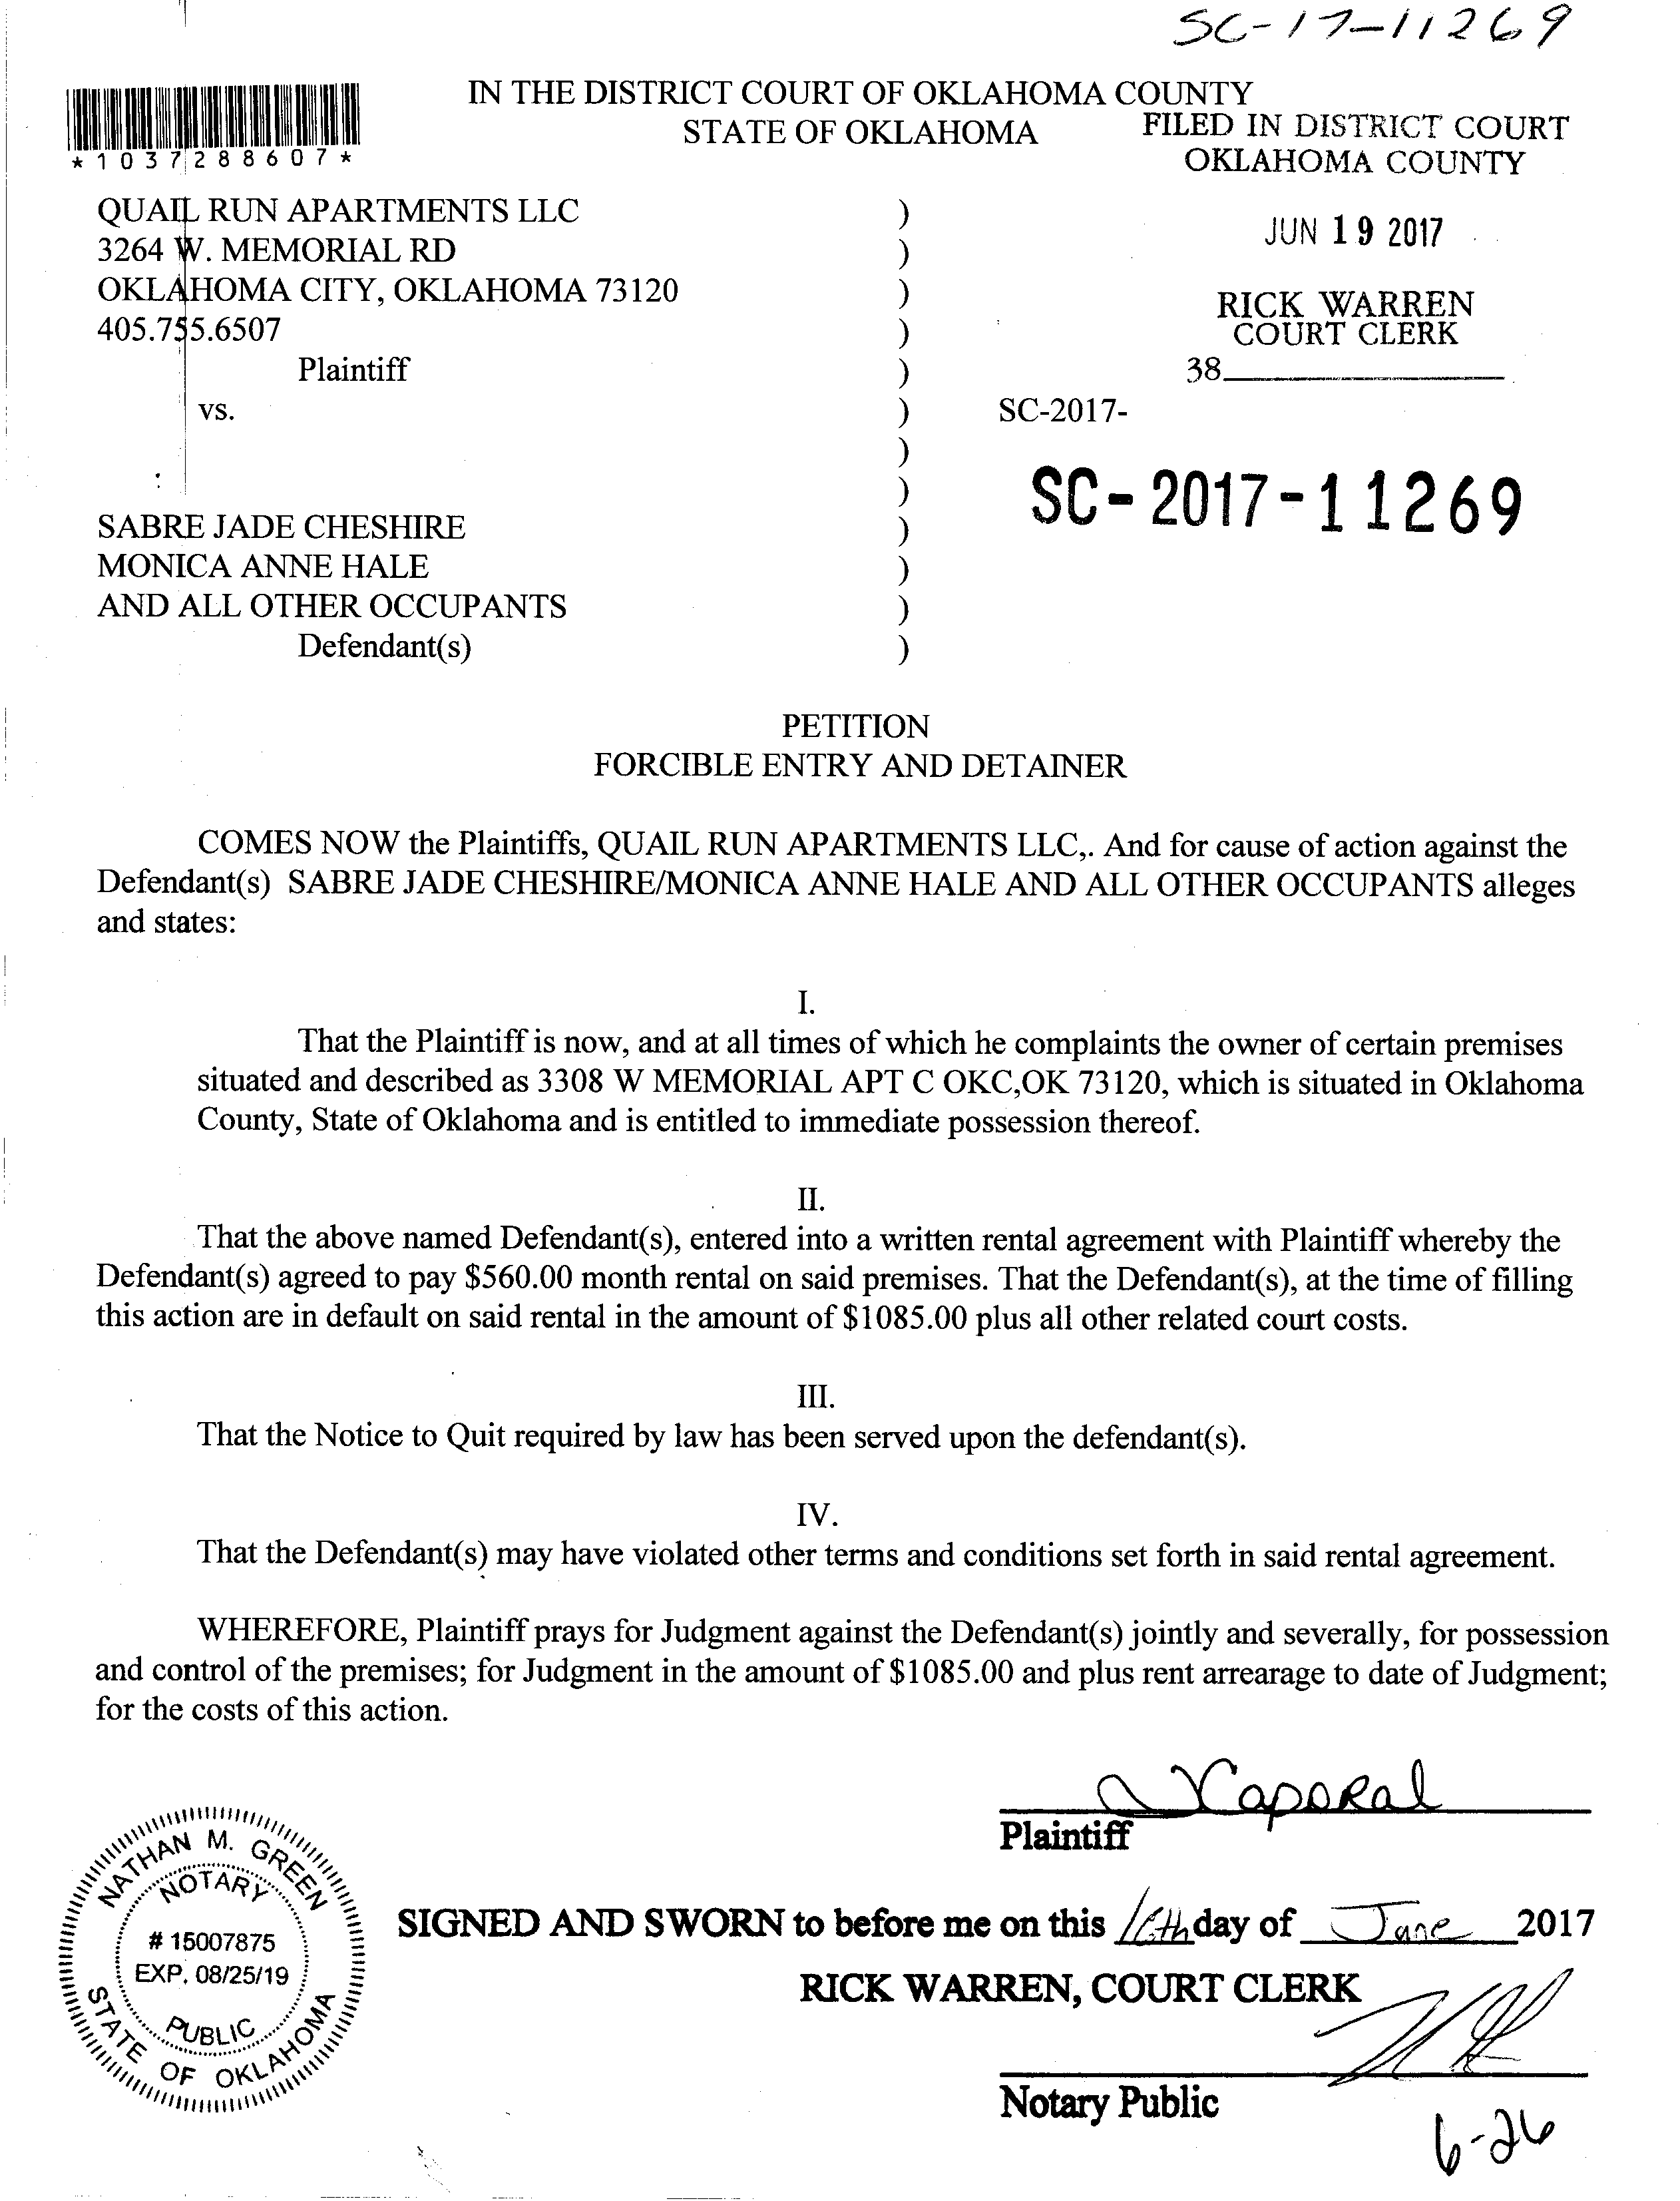 SC-17-11269
IN THE DISTRICT COURT OF OKLAHOMA COUNTY
STATE OF OKLAHOMA
FILED IN DISTRICT COURT
OKLAHOMA COUNTY
*1037288607*
JUN 19 2017
RICK WARREN
COURT CLERK
38
QUAIL RUN APARTMENTS LLC )
3264 W. MEMORIAL RD )
OKLAHOMA CITY, OKLAHOMA 73120 )
405.755.6507 )
Plaintiff )
vs. ) SC-2017-
)
) SC-2017-11269
SABRE JADE CHESHIRE )
MONICA ANNE HALE )
AND ALL OTHER OCCUPANTS )
Defendant(s) )
PETITION
FORCIBLE ENTRY AND DETAINER
COMES NOW the Plaintiffs, QUAIL RUN APARTMENTS LLC,. And for cause of action against the
Defendant(s) SABRE JADE CHESHIRE/MONICA ANNE HALE AND ALL OTHER OCCUPANTS alleges
and states:
I.
That the Plaintiff is now, and at all times of which he complaints the owner of certain premises
situated and described as 3308 W MEMORIAL APT C OKC,OK 73120, which is situated in Oklahoma
County, State of Oklahoma and is entitled to immediate possession thereof.
II.
That the above named Defendant(s), entered into a written rental agreement with Plaintiff whereby the
Defendant(s) agreed to pay $560.00 month rental on said premises. That the Defendant(s), at the time of filling
this action are in default on said rental in the amount of $1085.00 plus all other related court costs.
III.
That the Notice to Quit required by law has been served upon the defendant(s).
IV.
That the Defendant(s) may have violated other terms and conditions set forth in said rental agreement.
WHEREFORE, Plaintiff prays for Judgment against the Defendant(s) jointly and severally, for possession
and control of the premises; for Judgment in the amount of $1085.00 and plus rent arrearage to date of Judgment;
for the costs of this action.
Caporal
Plaintiff
NATHAN M. GREEN
NOTARY
# 15007875
EXP. 08/25/19
PUBLIC
STATE OF OKLAHOMA
SIGNED AND SWORN to before me on this day of June 2017
RICK WARREN, COURT CLERK
Notary Public
6-26